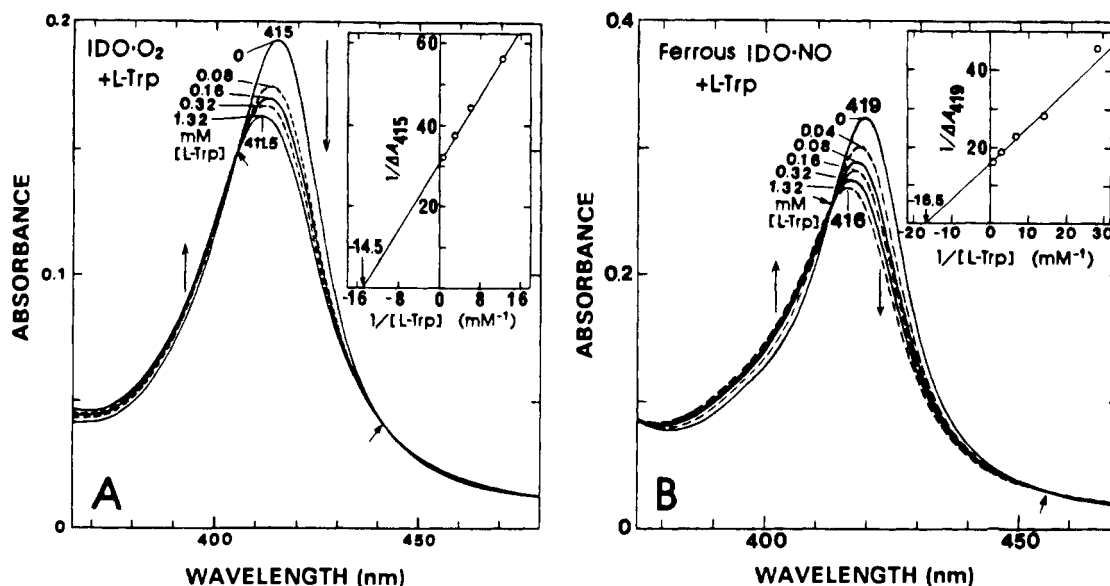 0.2
IDO·O₂
+L-Trp
415
0
0.08
0.16
0.32
1.32
mM
[L-Trp]
411.5
60
40
20
1/ΔA415
14.5
-16 -8 0 8 16
1/[L-Trp] (mM⁻¹)
ABSORBANCE
0.1
0
A
400 450
WAVELENGTH (nm)
0.4
Ferrous IDO·NO
+L-Trp
419
0
0.04
0.08
0.16
0.32
1.32
mM
[L-Trp]
416
40
20
1/ΔA419
16.5
-20 -10 0 10 20 30
1/[L-Trp] (mM⁻¹)
ABSORBANCE
0.2
0
B
400 450
WAVELENGTH (nm)